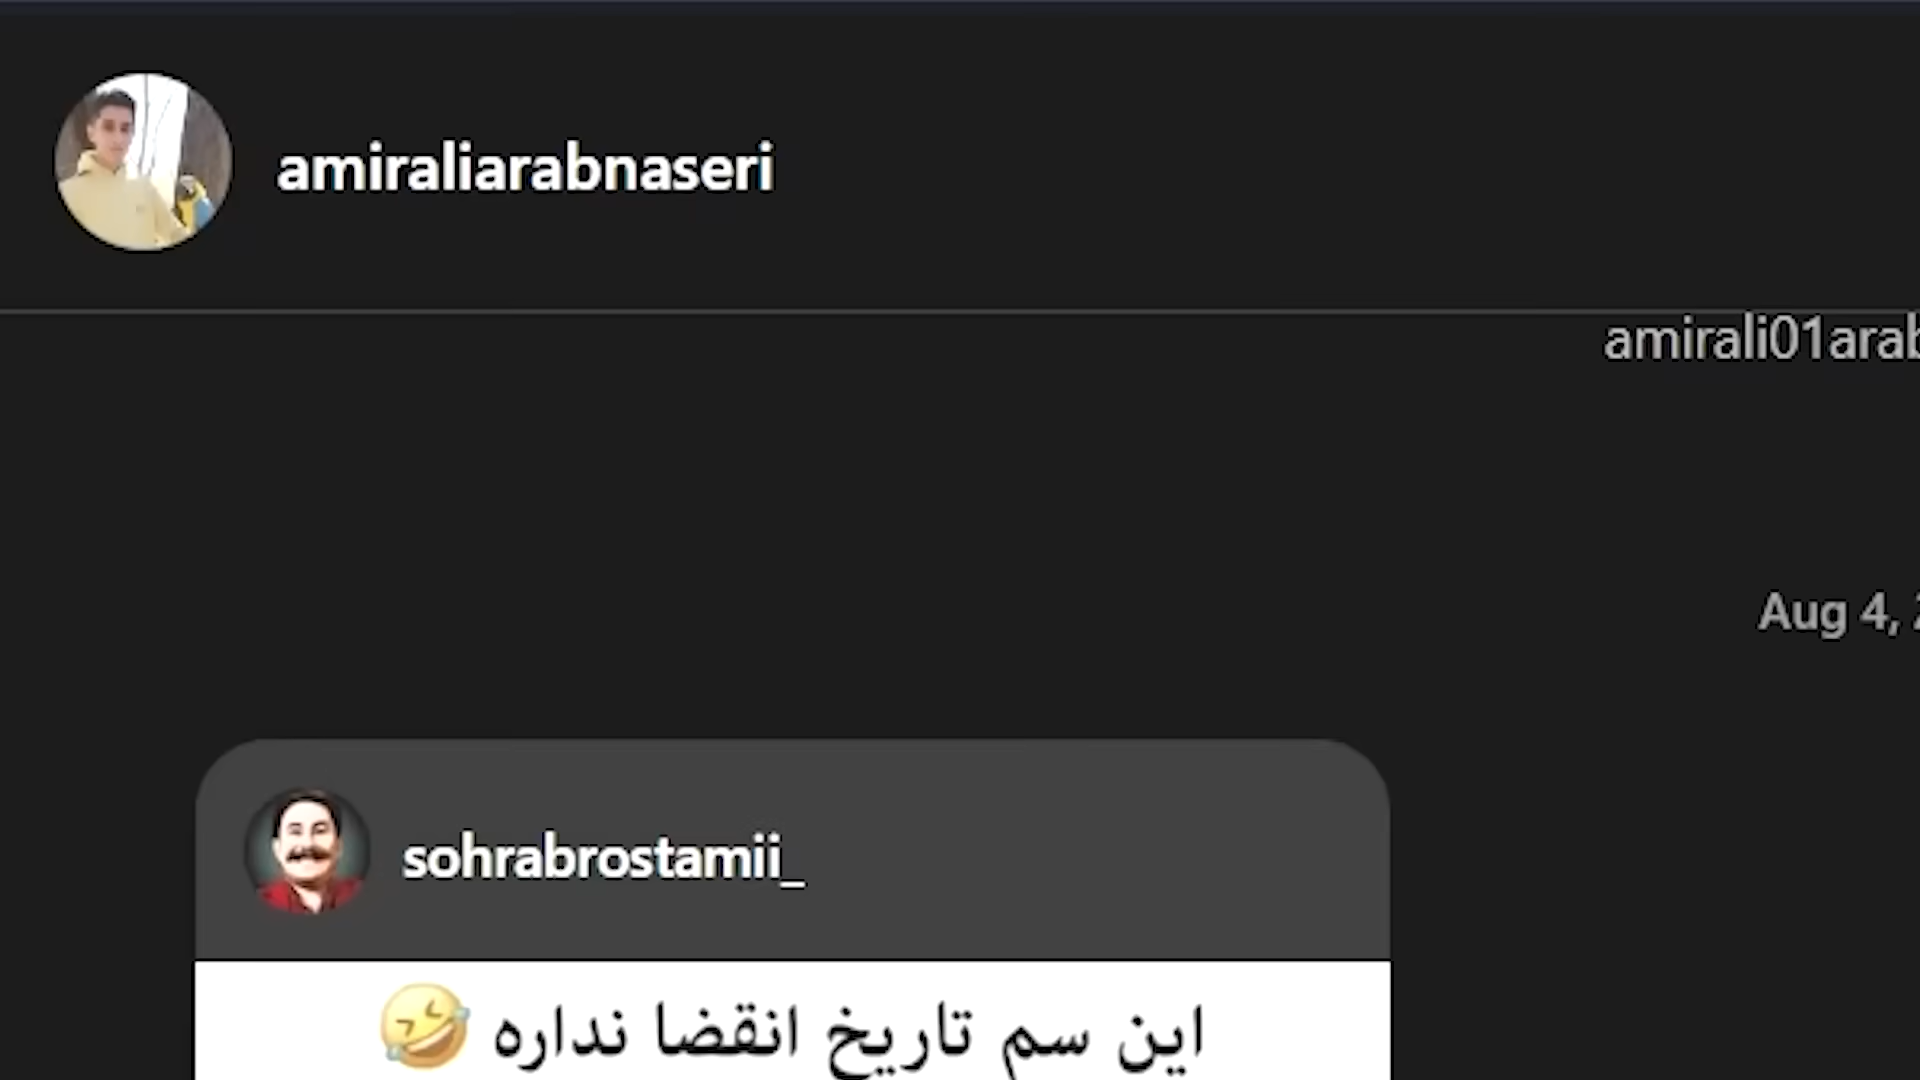 amiraliarabnaseri
amirali01arab
Aug 4,
sohrabrostamii_
این سم تاریخ انقضا نداره 🤣